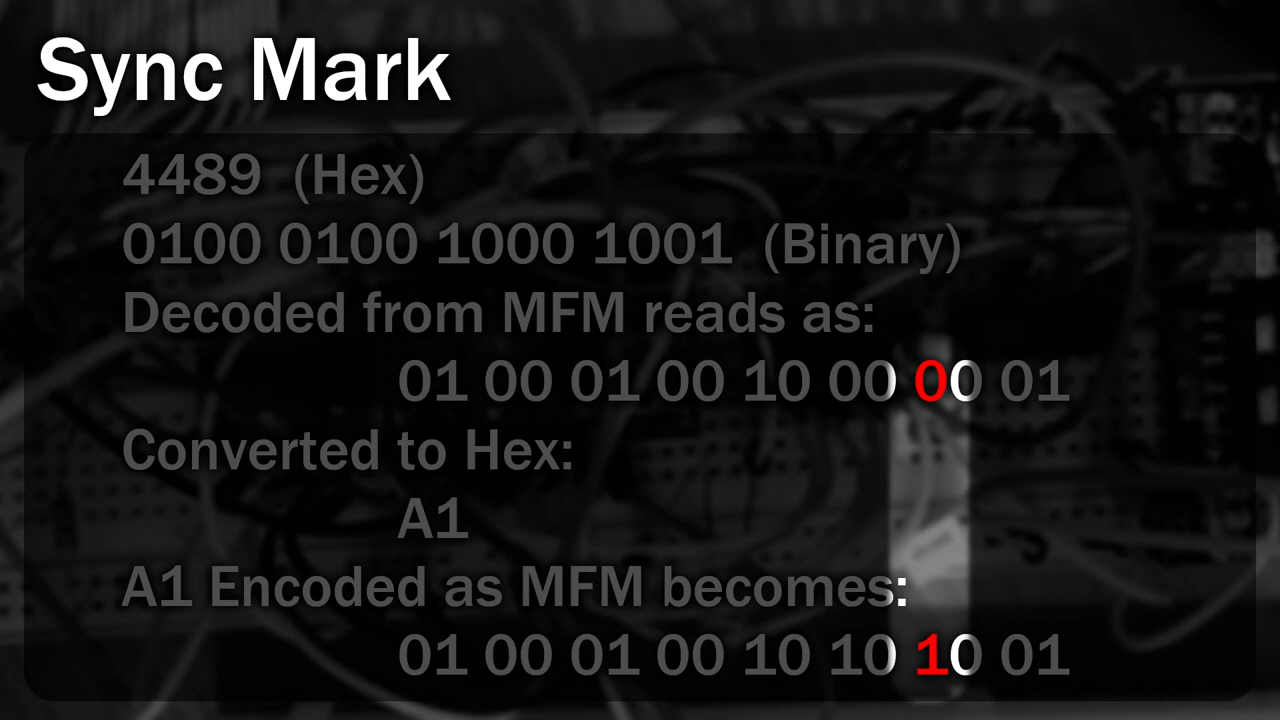 Sync Mark
4489 (Hex)
0100 0100 1000 1001 (Binary)
Decoded from MFM reads as:
01 00 01 00 10 00 00 01
Converted to Hex:
A1
A1 Encoded as MFM becomes:
01 00 01 00 10 10 10 01